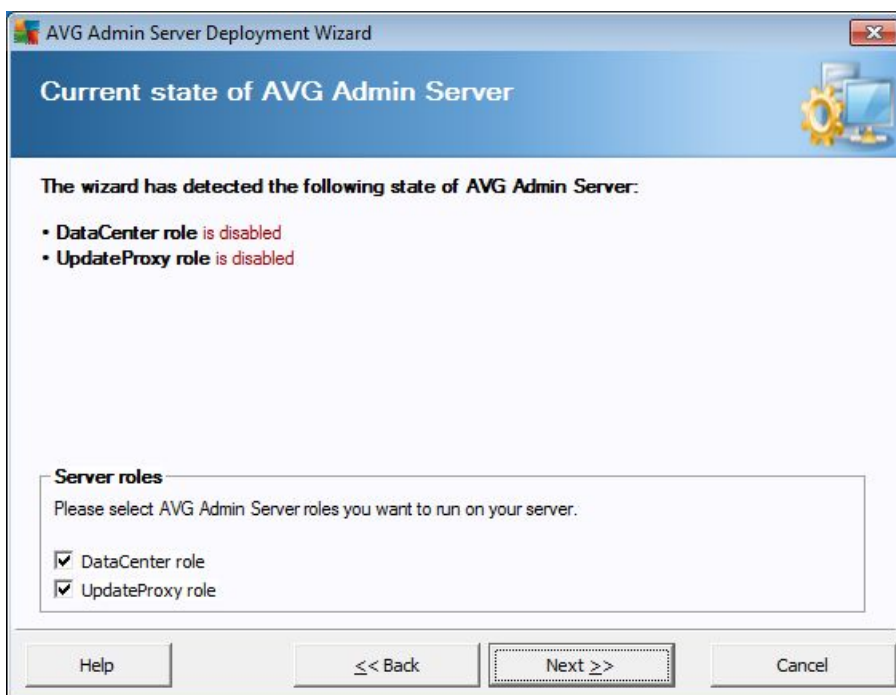 AVG Admin Server Deployment Wizard
Current state of AVG Admin Server
The wizard has detected the following state of AVG Admin Server:
• DataCenter role is disabled
• UpdateProxy role is disabled
Server roles
Please select AVG Admin Server roles you want to run on your server.
DataCenter role
UpdateProxy role
Help
<< Back
Next >>
Cancel